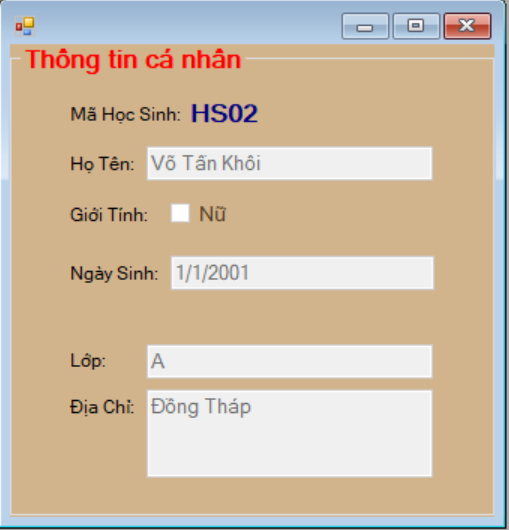 Thông tin cá nhân
Mã Học Sinh: HS02
Họ Tên: Võ Tấn Khôi
Giới Tính: Nữ
Ngày Sinh: 1/1/2001
Lớp: A
Địa Chỉ: Đồng Tháp